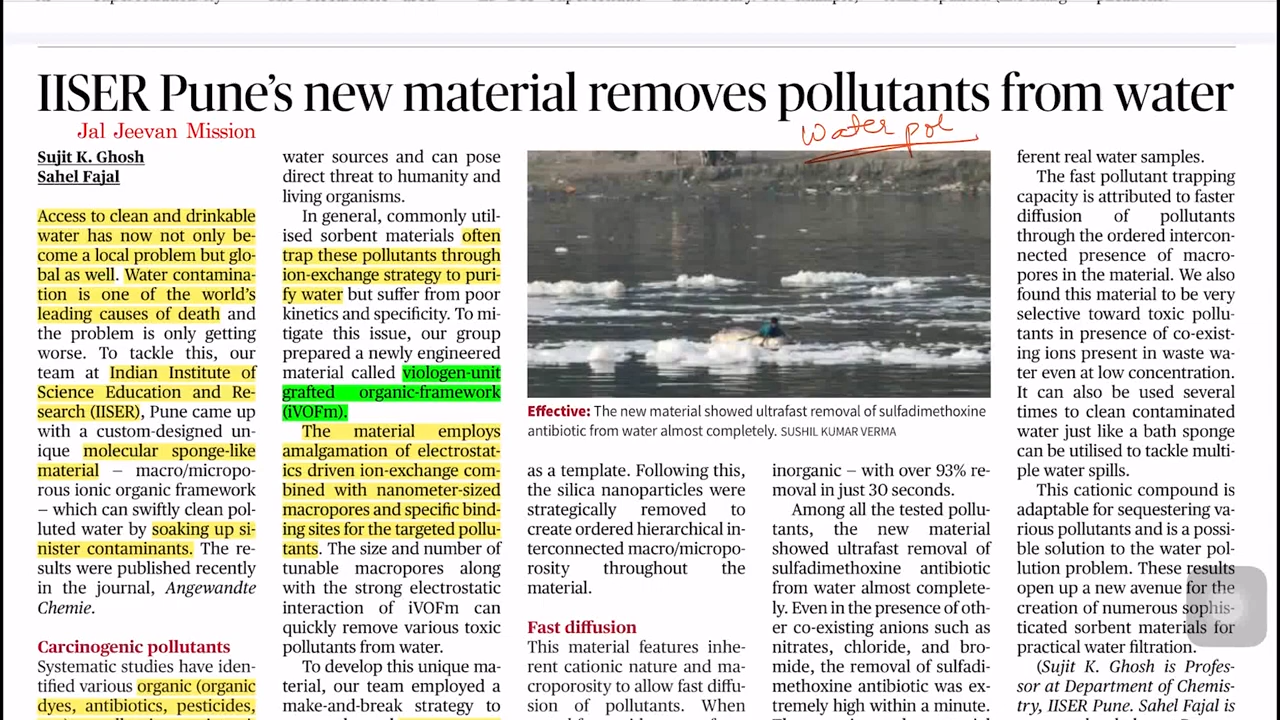 IISER Pune's new material removes pollutants from water
Jal Jeevan Mission
water pol
Sujit K. Ghosh
Sahel Fajal
Access to clean and drinkable
water has now not only be-
come a local problem but glo-
bal as well. Water contamina-
tion is one of the world's
leading causes of death and
the problem is only getting
worse. To tackle this, our
team at Indian Institute of
Science Education and Re-
search (IISER), Pune came up
with a custom-designed un-
ique molecular sponge-like
material – macro/micropo-
rous ionic organic framework
– which can swiftly clean pol-
luted water by soaking up si-
nister contaminants. The re-
sults were published recently
in the journal, Angewandte
Chemie.
Carcinogenic pollutants
Systematic studies have iden-
tified various organic (organic
dyes, antibiotics, pesticides,
water sources and can pose
direct threat to humanity and
living organisms.
In general, commonly util-
ised sorbent materials often
trap these pollutants through
ion-exchange strategy to puri-
fy water but suffer from poor
kinetics and specificity. To mi-
tigate this issue, our group
prepared a newly engineered
material called viologen-unit
grafted organic-framework
(iVOFm).
The material employs
amalgamation of electrostat-
ics driven ion-exchange com-
bined with nanometer-sized
macropores and specific bind-
ing sites for the targeted pollu-
tants. The size and number of
tunable macropores along
with the strong electrostatic
interaction of iVOFm can
quickly remove various toxic
pollutants from water.
To develop this unique ma-
terial, our team employed a
make-and-break strategy to
Effective: The new material showed ultrafast removal of sulfadimethoxine
antibiotic from water almost completely. SUSHIL KUMAR VERMA
as a template. Following this,
the silica nanoparticles were
strategically removed to
create ordered hierarchical in-
terconnected macro/micropo-
rosity throughout the
material.
Fast diffusion
This material features inhe-
rent cationic nature and ma-
croporosity to allow fast diffu-
sion of pollutants. When
inorganic – with over 93% re-
moval in just 30 seconds.
Among all the tested pollu-
tants, the new material
showed ultrafast removal of
sulfadimethoxine antibiotic
from water almost complete-
ly. Even in the presence of oth-
er co-existing anions such as
nitrates, chloride, and bro-
mide, the removal of sulfadi-
methoxine antibiotic was ex-
tremely high within a minute.
ferent real water samples.
The fast pollutant trapping
capacity is attributed to faster
diffusion of pollutants
through the ordered intercon-
nected presence of macro-
pores in the material. We also
found this material to be very
selective toward toxic pollu-
tants in presence of co-exist-
ing ions present in waste wa-
ter even at low concentration.
It can also be used several
times to clean contaminated
water just like a bath sponge
can be utilised to tackle multi-
ple water spills.
This cationic compound is
adaptable for sequestering va-
rious pollutants and is a possi-
ble solution to the water pol-
lution problem. These results
open up a new avenue for the
creation of numerous sophis-
ticated sorbent materials for
practical water filtration.
(Sujit K. Ghosh is Profes-
sor at Department of Chemis-
try, IISER Pune. Sahel Fajal is